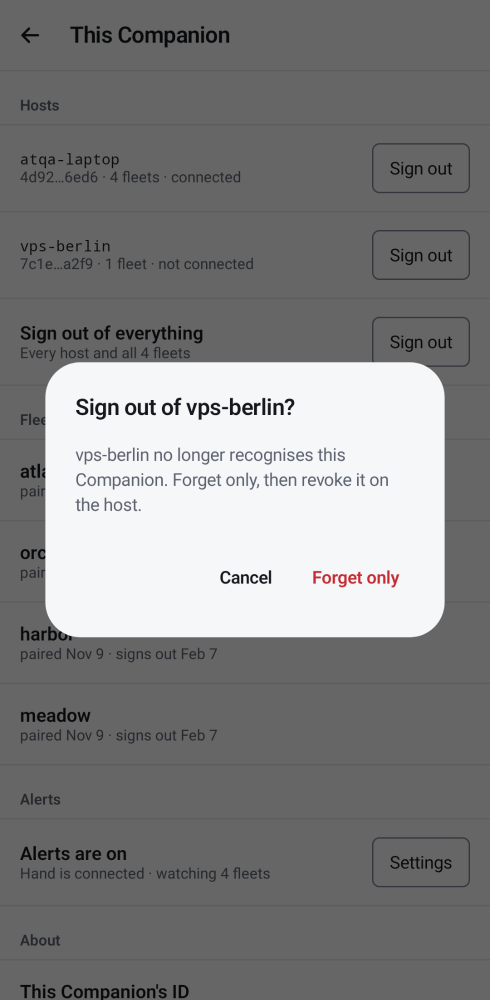 This Companion
Hosts
atqa-laptop
4d92…6ed6 · 4 fleets · connected
Sign out
vps-berlin
7c1e…a2f9 · 1 fleet · not connected
Sign out
Sign out of everything
Every host and all 4 fleets
Sign out
Sign out of vps-berlin?
vps-berlin no longer recognises this
Companion. Forget only, then revoke it on
the host.
Cancel
Forget only
harbor
paired Nov 9 · signs out Feb 7
meadow
paired Nov 9 · signs out Feb 7
Alerts
Alerts are on
Hand is connected · watching 4 fleets
Settings
About
This Companion's ID